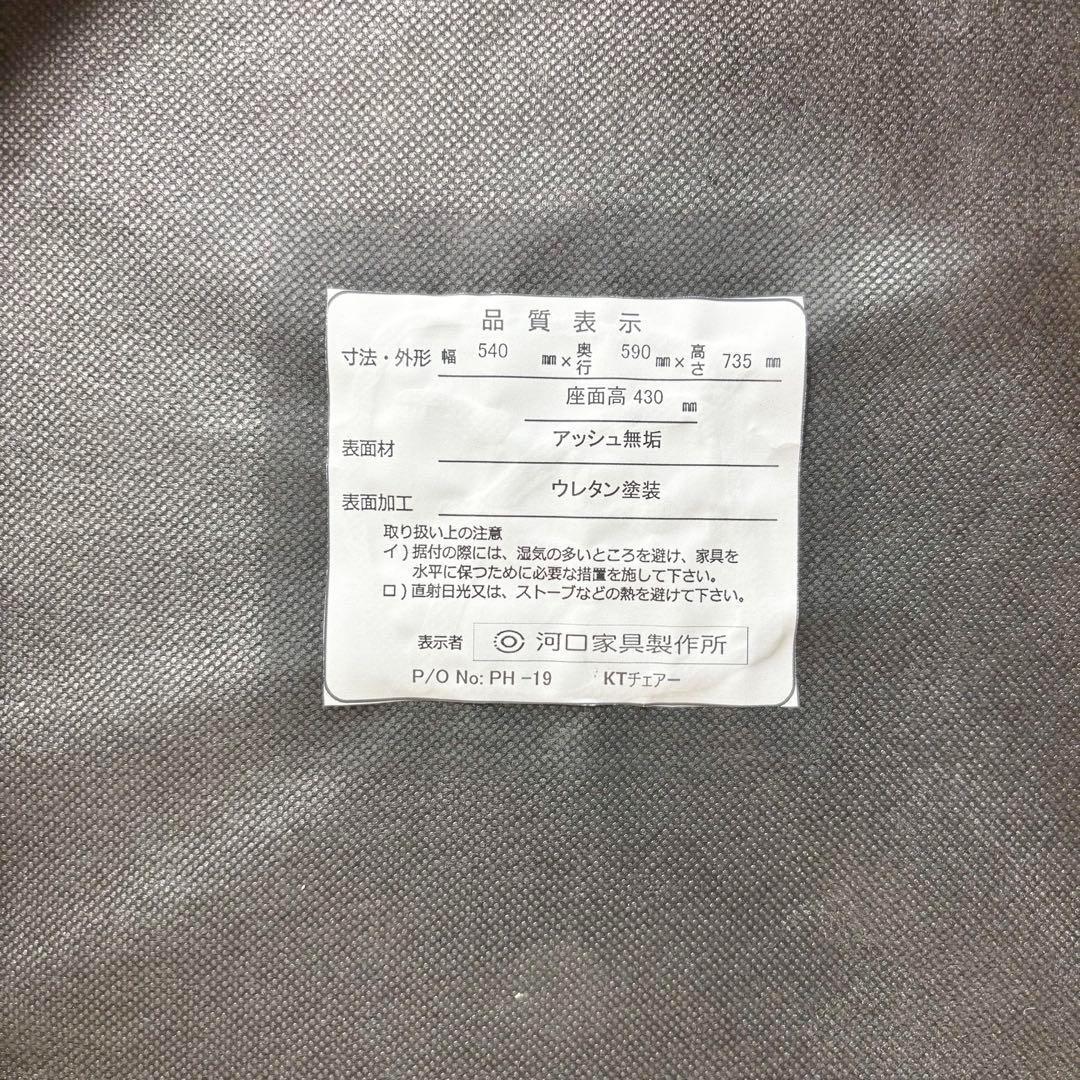 品質表示
寸法・外形 幅 540 ㎜×奥行 590 ㎜×高さ 735 ㎜
座面高 430 ㎜
表面材 アッシュ無垢
表面加工 ウレタン塗装
取り扱い上の注意
イ)据付の際には、湿気の多いところを避け、家具を
水平に保つために必要な措置を施して下さい。
ロ)直射日光又は、ストーブなどの熱を避けて下さい。
表示者 河口家具製作所
P/O No: PH -19 KTチェアー